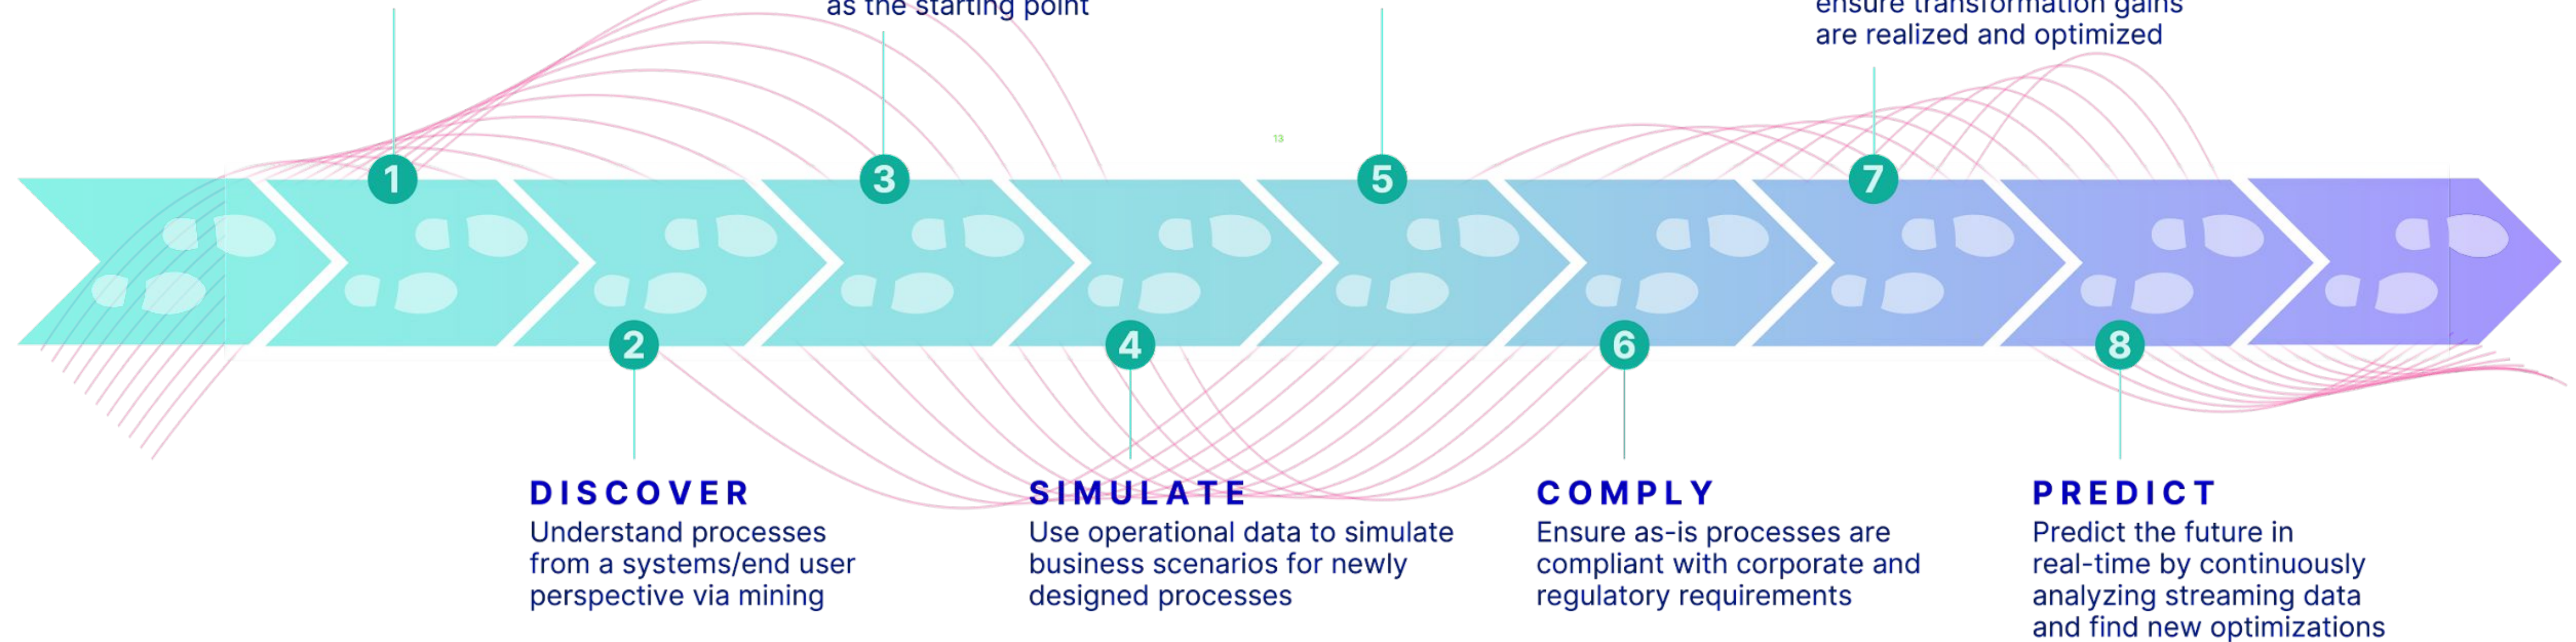 as the starting point
ensure transformation gains
are realized and optimized
13
1
3
5
7
2
4
6
8
DISCOVER
Understand processes
from a systems/end user
perspective via mining
SIMULATE
Use operational data to simulate
business scenarios for newly
designed processes
COMPLY
Ensure as-is processes are
compliant with corporate and
regulatory requirements
PREDICT
Predict the future in
real-time by continuously
analyzing streaming data
and find new optimizations